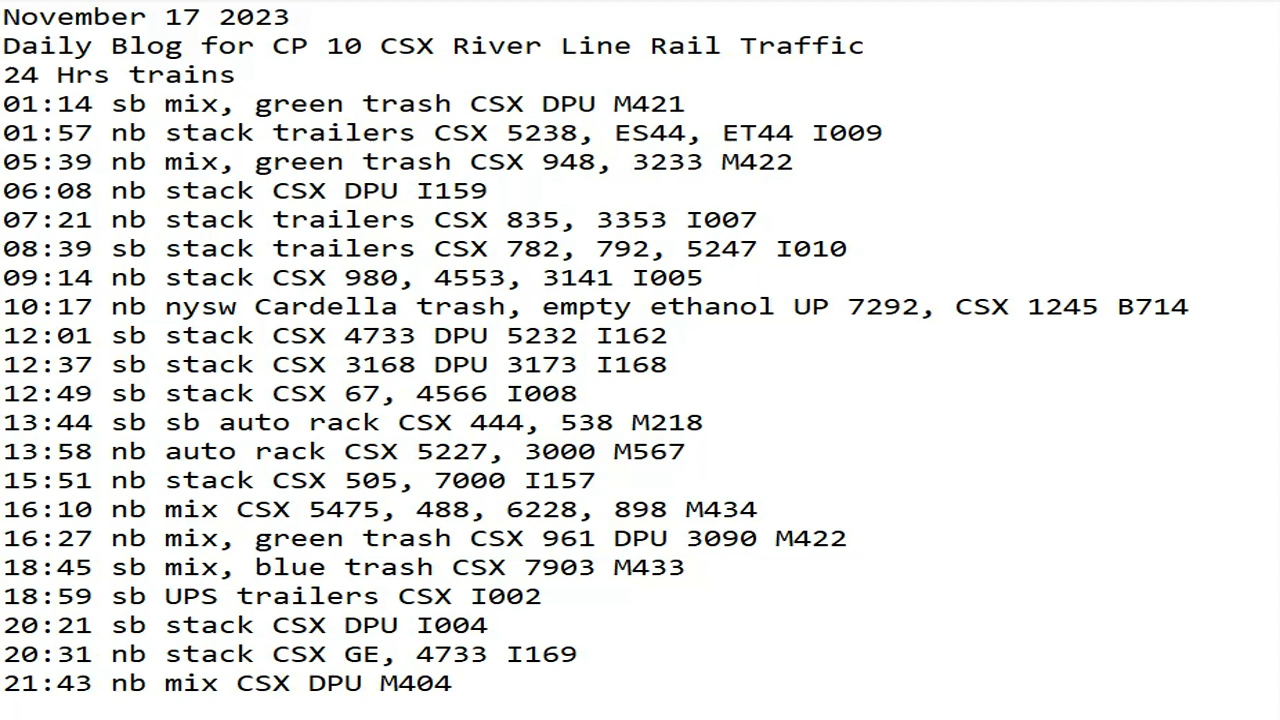 November 17 2023
Daily Blog for CP 10 CSX River Line Rail Traffic
24 Hrs trains
01:14 sb mix, green trash CSX DPU M421
01:57 nb stack trailers CSX 5238, ES44, ET44 I009
05:39 nb mix, green trash CSX 948, 3233 M422
06:08 nb stack CSX DPU I159
07:21 nb stack trailers CSX 835, 3353 I007
08:39 sb stack trailers CSX 782, 792, 5247 I010
09:14 nb stack CSX 980, 4553, 3141 I005
10:17 nb nysw Cardella trash, empty ethanol UP 7292, CSX 1245 B714
12:01 sb stack CSX 4733 DPU 5232 I162
12:37 sb stack CSX 3168 DPU 3173 I168
12:49 sb stack CSX 67, 4566 I008
13:44 sb sb auto rack CSX 444, 538 M218
13:58 nb auto rack CSX 5227, 3000 M567
15:51 nb stack CSX 505, 7000 I157
16:10 nb mix CSX 5475, 488, 6228, 898 M434
16:27 nb mix, green trash CSX 961 DPU 3090 M422
18:45 sb mix, blue trash CSX 7903 M433
18:59 sb UPS trailers CSX I002
20:21 sb stack CSX DPU I004
20:31 nb stack CSX GE, 4733 I169
21:43 nb mix CSX DPU M404